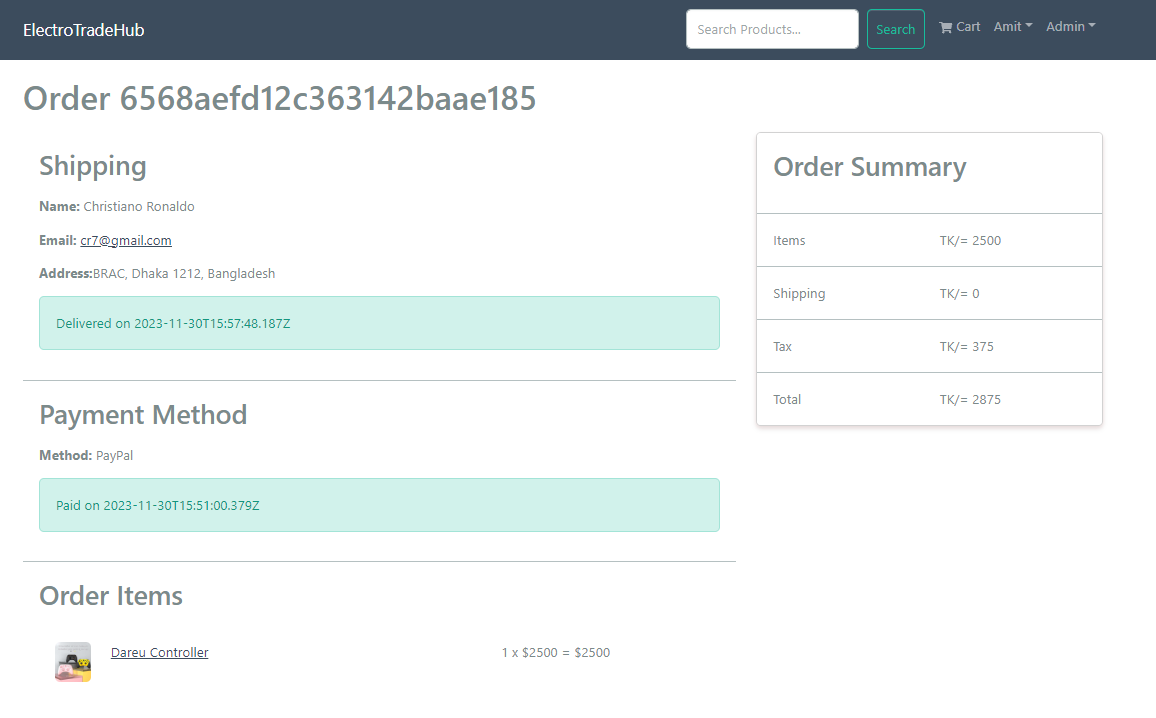 ElectroTradeHub
Search Products...
Search
Cart
Amit
Admin
Order 6568aefd12c363142baae185
Shipping
Name: Christiano Ronaldo
Email: cr7@gmail.com
Address:BRAC, Dhaka 1212, Bangladesh
Delivered on 2023-11-30T15:57:48.187Z
Payment Method
Method: PayPal
Paid on 2023-11-30T15:51:00.379Z
Order Items
Dareu Controller 1 x $2500 = $2500
Order Summary
Items TK/= 2500
Shipping TK/= 0
Tax TK/= 375
Total TK/= 2875